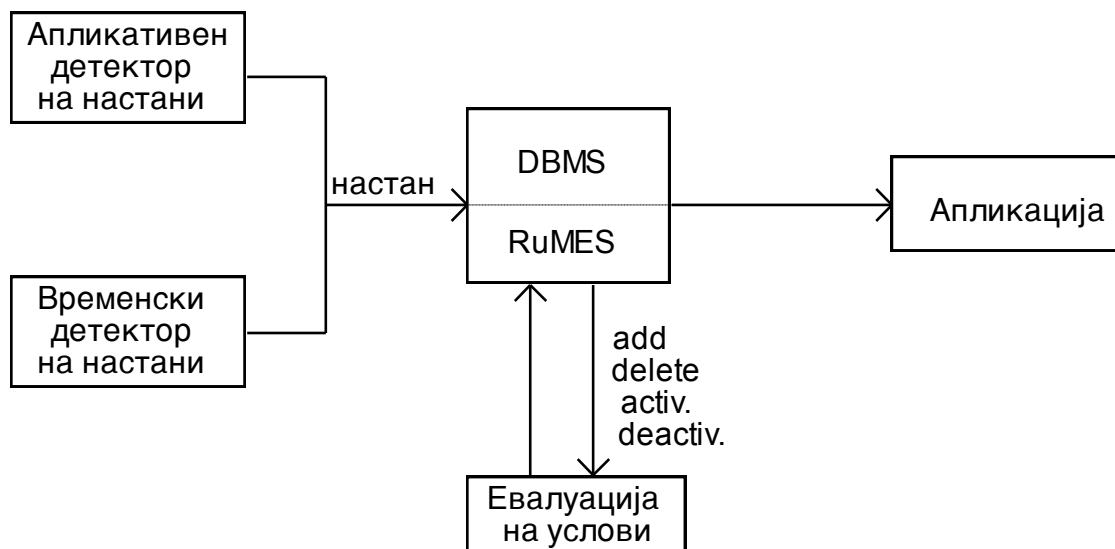 Апликативен
детектор
на настани
DBMS
настан
RuMES
Апликација
Временски
детектор
на настани
add
delete
activ.
deactiv.
Евалуација
на услови